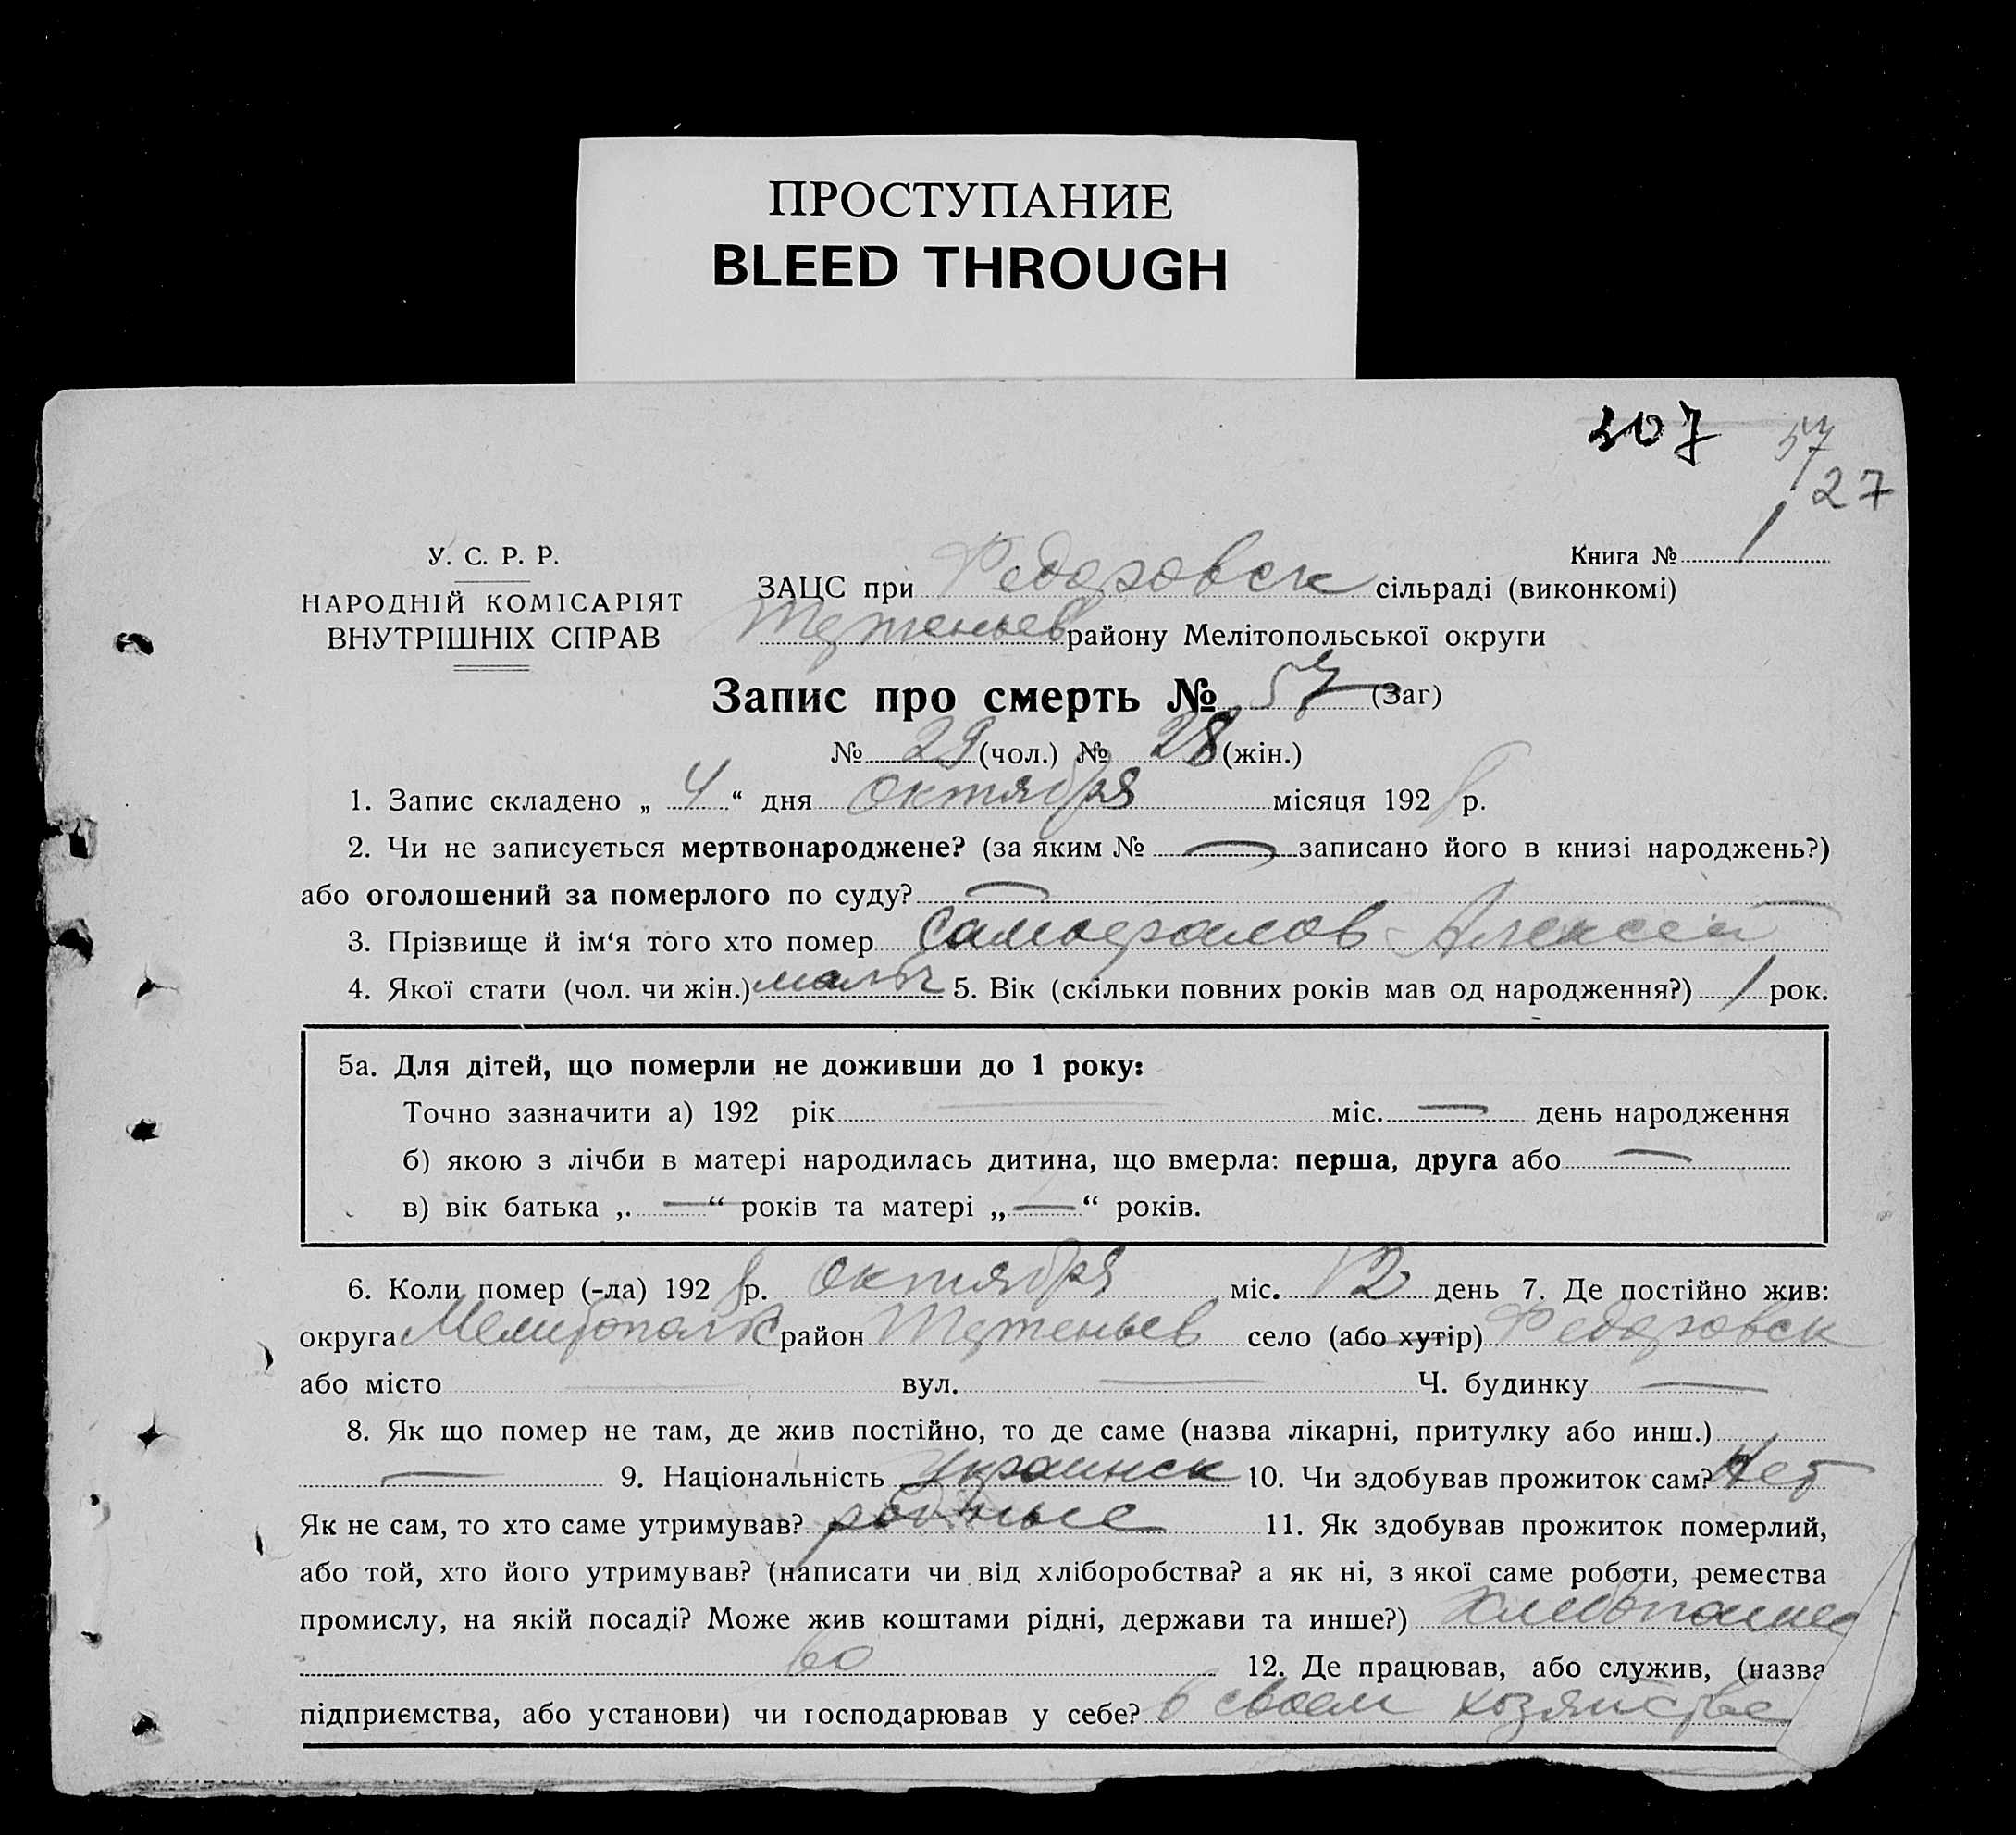 ПРОСТУПАНИЕ
BLEED THROUGH
207
57
27
У. С. Р. Р.
НАРОДНІЙ КОМІСАРІЯТ
ВНУТРІШНІХ СПРАВ
Книга № 1
ЗАЦС при Федоровск сільраді (виконкомі)
району Мелітопольської округи
Запис про смерть № 57 (Заг)
№ 29 (чол.) № 28 (жін.)
1. Запис складено „ 4 “ дня октября місяця 1928 р.
2. Чи не записується мертвонароджене? (за яким № — записано його в книзі народжень?)
або оголошений за померлого по суду? —
3. Прізвище й ім‘я того хто помер Алексей
4. Якої стати (чол. чи жін.) мальч 5. Вік (скільки повних років мав од народження?) 1 рок.
5а. Для дітей, що померли не доживши до 1 року:
Точно зазначити а) 192 рік — міс. — день народження
б) якою з лічби в матері народилась дитина, що вмерла: перша, друга або —
в) вік батька „ — “ років та матері „ — “ років.
6. Коли помер (-ла) 1928 р. октября міс. 2 день 7. Де постійно жив:
округа Мелитопольс район село (або хутір) Федоровск
або місто — вул. — Ч. будинку —
8. Як що помер не там, де жив постійно, то де саме (назва лікарні, притулку або инш.)
— 9. Національність Украинск 10. Чи здобував прожиток сам? Нет
Як не сам, то хто саме утримував? родные 11. Як здобував прожиток померлий,
або той, хто його утримував? (написати чи від хліборобства? а як ні, з якої саме роботи, ремества
промислу, на якій посаді? Може жив коштами рідні, держави та инше?) хлебопашес
во 12. Де працював, або служив, (назва
підприємства, або установи) чи господарював у себе? в своем хозяйстве